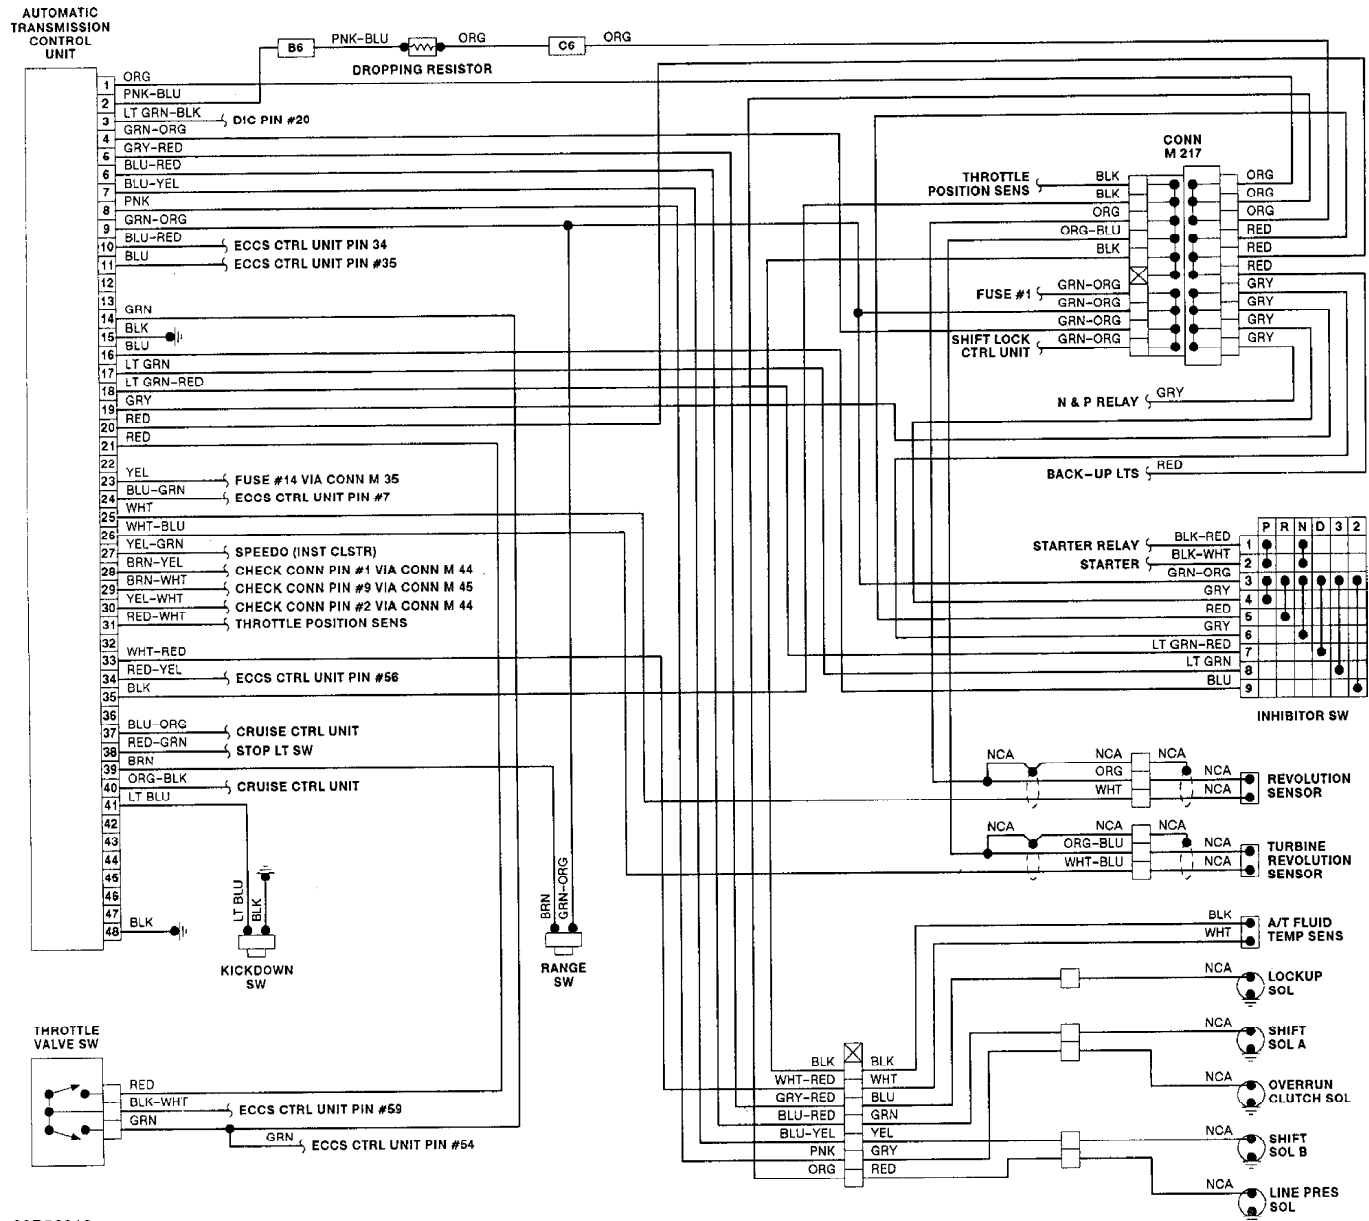 AUTOMATIC
TRANSMISSION
CONTROL
UNIT
B6
PNK-BLU
ORG
C6
ORG
DROPPING RESISTOR
1 ORG
2 PNK-BLU
3 LT GRN-BLK DIC PIN #20
4 GRN-ORG
5 GRY-RED
6 BLU-RED
7 BLU-YEL
8 PNK
9 GRN-ORG
10 BLU-RED ECCS CTRL UNIT PIN 34
11 BLU ECCS CTRL UNIT PIN #35
12
13
14 GRN
15 BLK
16 BLU
17 LT GRN
18 LT GRN-RED
19 GRY
20 RED
21 RED
22
23 YEL FUSE #14 VIA CONN M 35
24 BLU-GRN ECCS CTRL UNIT PIN #7
25 WHT
26 WHT-BLU
27 YEL-GRN SPEEDO (INST CLSTR)
28 BRN-YEL CHECK CONN PIN #1 VIA CONN M 44
29 BRN-WHT CHECK CONN PIN #9 VIA CONN M 45
30 YEL-WHT CHECK CONN PIN #2 VIA CONN M 44
31 RED-WHT THROTTLE POSITION SENS
32
33 WHT-RED
34 RED-YEL ECCS CTRL UNIT PIN #56
35 BLK
36
37 BLU-ORG CRUISE CTRL UNIT
38 RED-GRN STOP LT SW
39 BRN
40 ORG-BLK CRUISE CTRL UNIT
41 LT BLU
42
43
44
45
46
47
48 BLK
LT BLU
BLK
KICKDOWN
SW
BRN
GRN-ORG
RANGE
SW
THROTTLE
VALVE SW
RED
BLK-WHT ECCS CTRL UNIT PIN #59
GRN
GRN ECCS CTRL UNIT PIN #54
CONN
M 217
THROTTLE
POSITION SENS
BLK
BLK
ORG
ORG-BLU
BLK
FUSE #1 GRN-ORG
GRN-ORG
GRN-ORG
SHIFT LOCK
CTRL UNIT
GRN-ORG
ORG
ORG
ORG
RED
RED
RED
GRY
GRY
GRY
GRY
N & P RELAY GRY
BACK-UP LTS RED
P R N D 3 2
STARTER RELAY BLK-RED 1
STARTER BLK-WHT 2
GRN-ORG 3
GRY 4
RED 5
GRY 6
LT GRN-RED 7
LT GRN 8
BLU 9
INHIBITOR SW
NCA NCA NCA
ORG NCA
WHT NCA
REVOLUTION
SENSOR
NCA NCA NCA
ORG-BLU NCA
WHT-BLU NCA
TURBINE
REVOLUTION
SENSOR
BLK
WHT
A/T FLUID
TEMP SENS
NCA
LOCKUP
SOL
NCA
SHIFT
SOL A
NCA
OVERRUN
CLUTCH SOL
NCA
SHIFT
SOL B
NCA
LINE PRES
SOL
BLK BLK
WHT-RED WHT
GRY-RED BLU
BLU-RED GRN
BLU-YEL YEL
PNK GRY
ORG RED